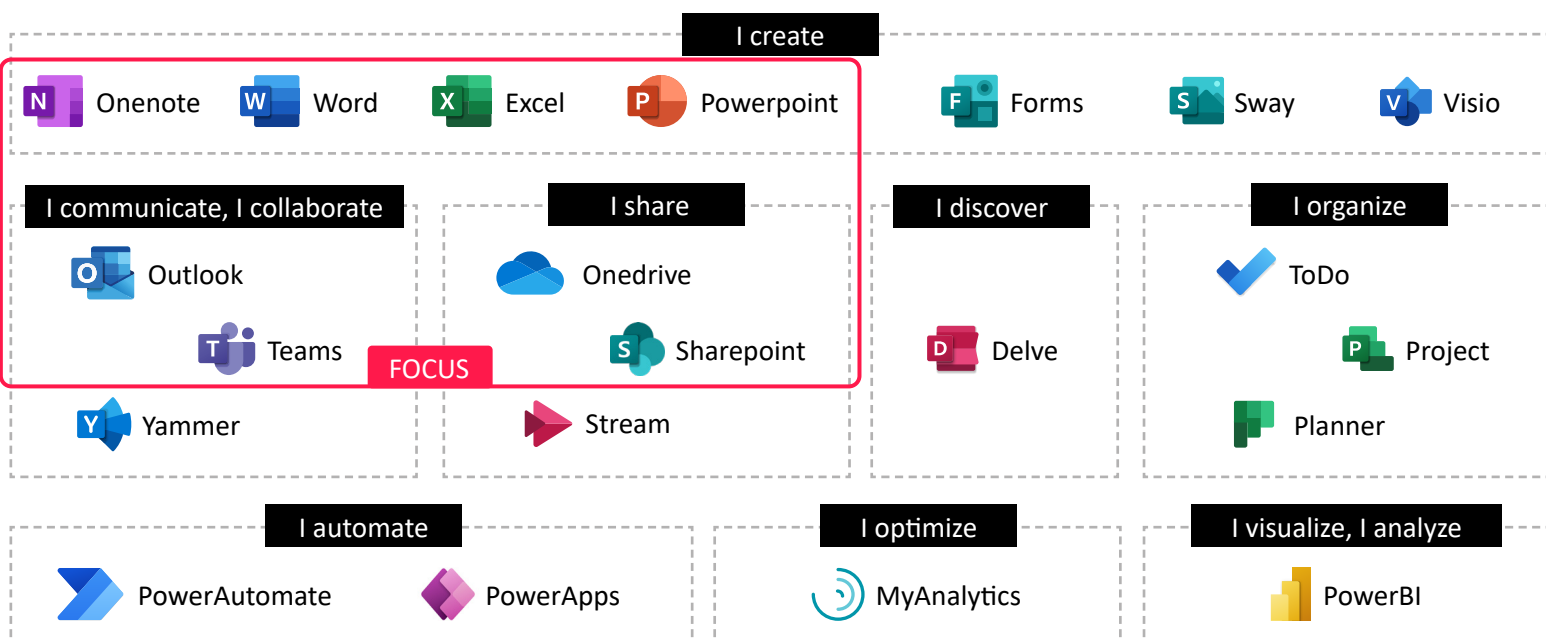 I create
N Onenote W Word X Excel P Powerpoint F Forms S Sway V Visio
I communicate, I collaborate
O Outlook
T Teams
Y Yammer
I share
Onedrive
S Sharepoint
Stream
FOCUS
I discover
D Delve
I organize
ToDo
P Project
Planner
I automate
PowerAutomate PowerApps
I optimize
MyAnalytics
I visualize, I analyze
PowerBI